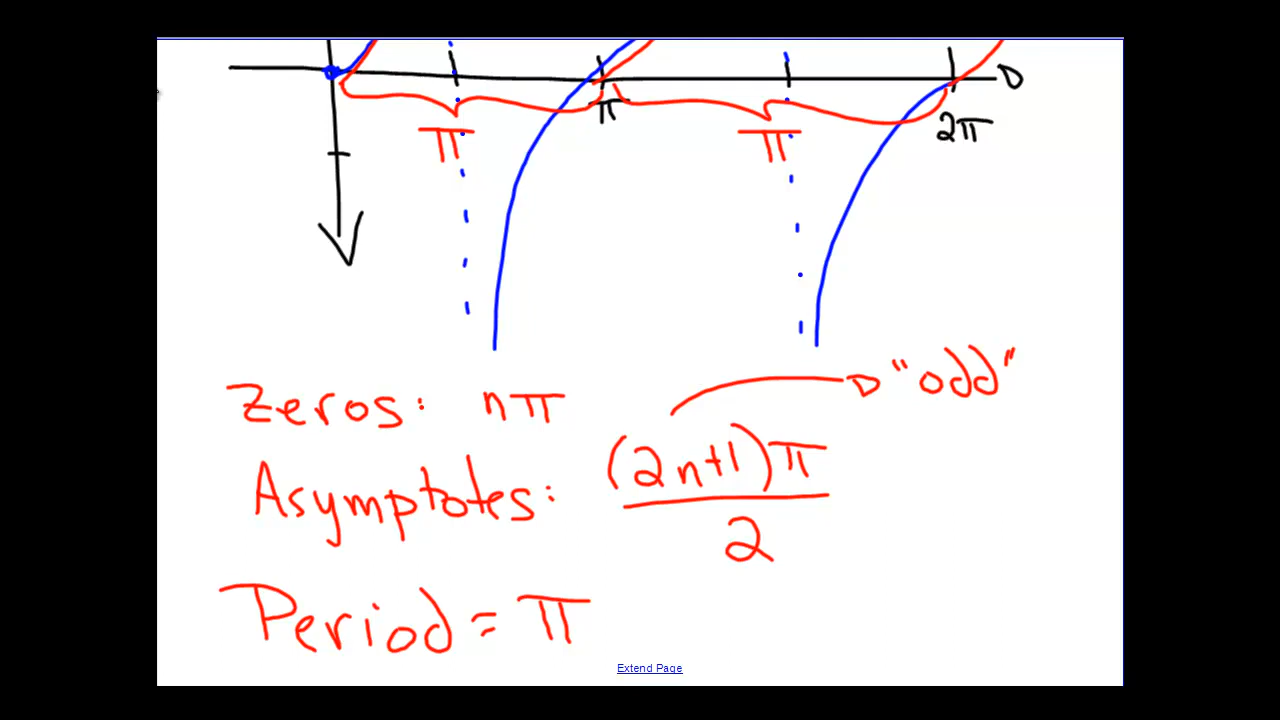 π
2π
π
π
Zeros: nπ
"odd"
Asymptotes: (2n+1)π
2
Period = π
Extend Page